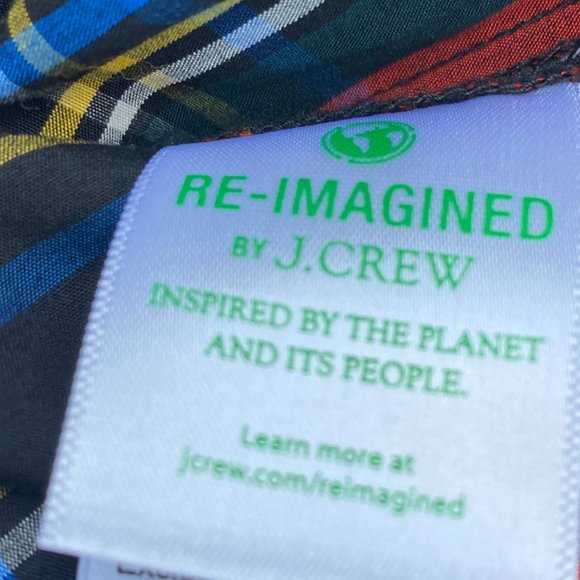 RE-IMAGINED
BY J.CREW
INSPIRED BY THE PLANET
AND ITS PEOPLE.
Learn more at
jcrew.com/reimagined